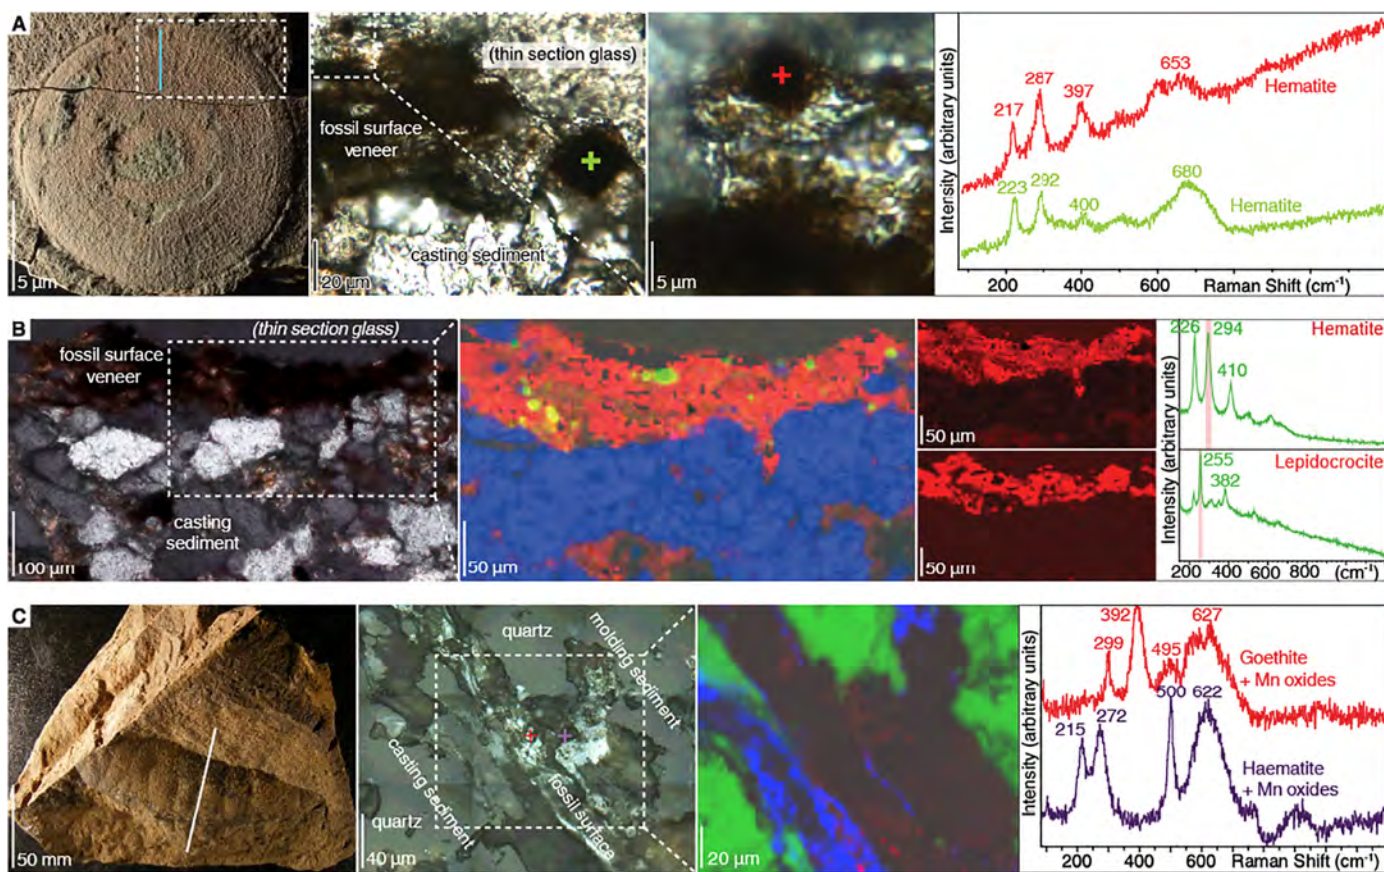 A
5 µm
(thin section glass)
fossil surface
veneer
casting sediment
20 µm
5 µm
Intensity (arbitrary units)
217
287
397
653
Hematite
223
292
400
680
Hematite
200
400
600
Raman Shift (cm-1)
B
(thin section glass)
fossil surface
veneer
casting
sediment
100 µm
50 µm
50 µm
50 µm
Intensity (arbitrary units)
226
294
410
Hematite
255
382
Lepidocrocite
200
400
600
800
(cm-1)
C
50 mm
quartz
molding sediment
casting sediment
fossil surface
quartz
40 µm
20 µm
Intensity (arbitrary units)
392
299
495
627
Goethite
+ Mn oxides
500
622
215
272
Haematite
+ Mn oxides
200
400
600
Raman Shift (cm-1)